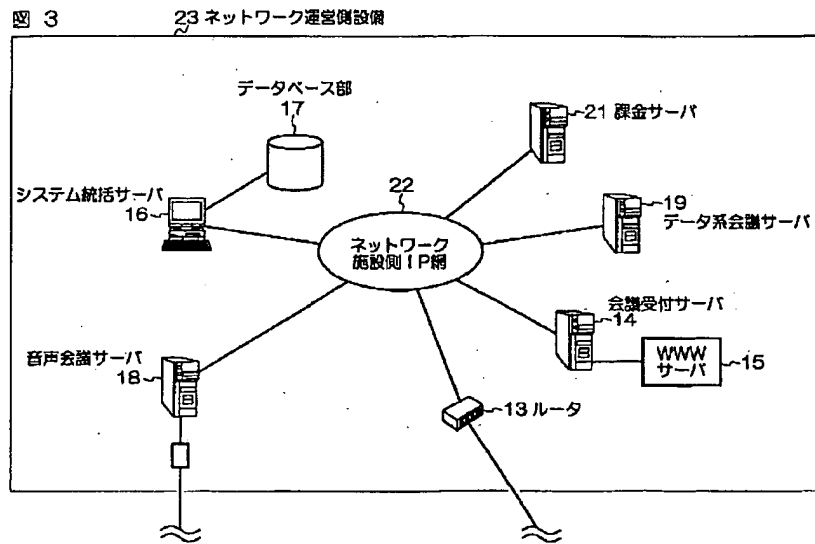 図 3
23 ネットワーク運営側設備
データベース部
17
21 課金サーバ
システム統括サーバ
16
22
ネットワーク
施設側IP網
19
データ系会議サーバ
会議受付サーバ
14
WWW
サーバ
15
音声会議サーバ
18
13 ルータ